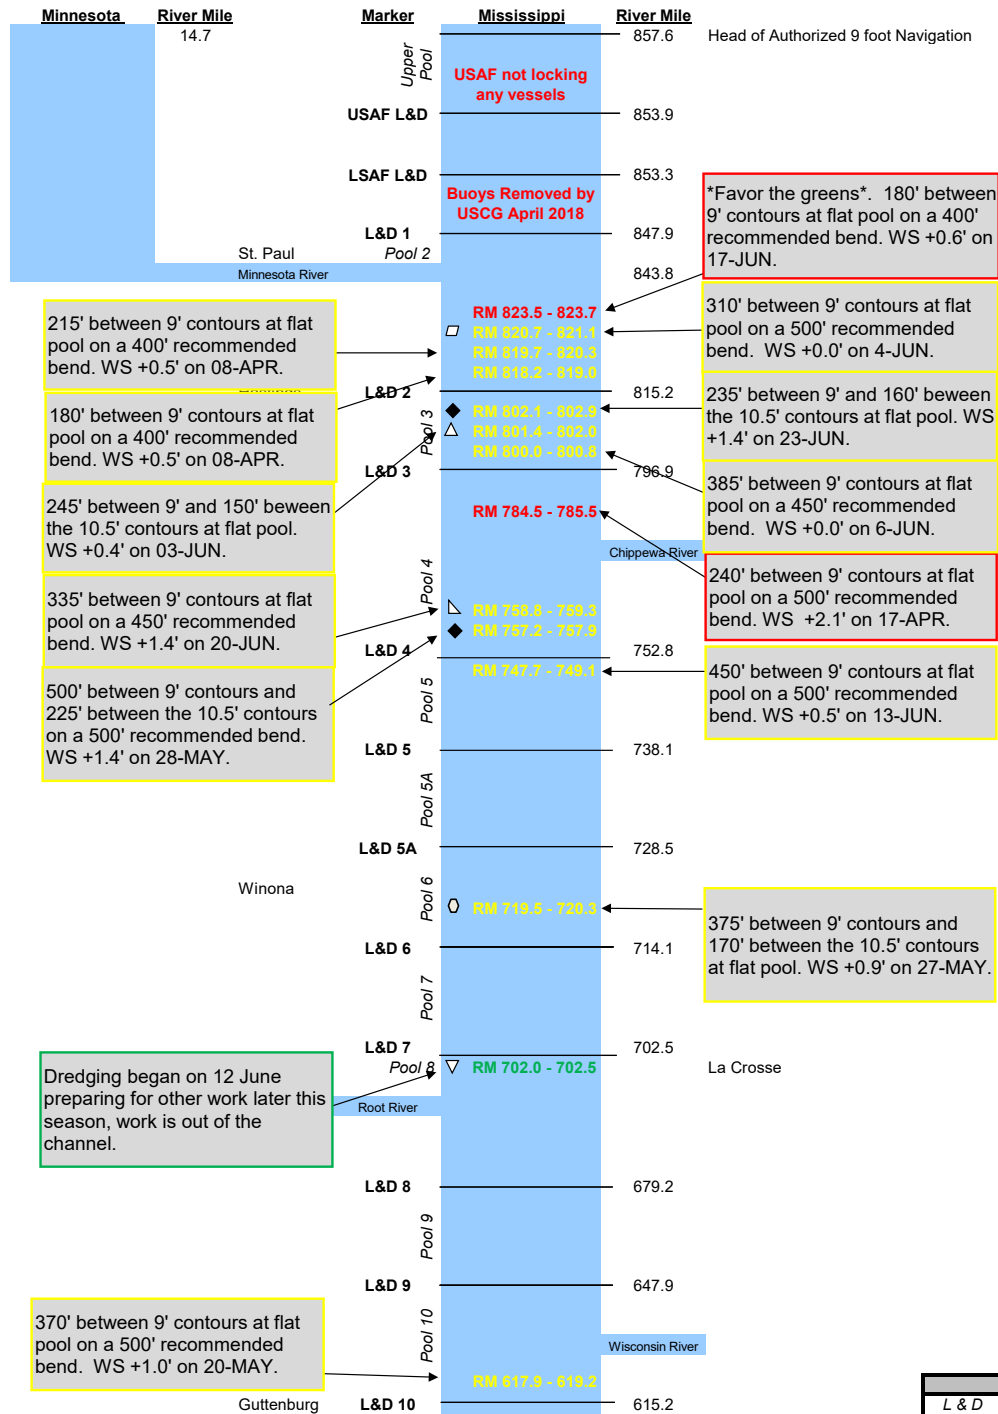 Minnesota River Mile Marker Mississippi River Mile
14.7 857.6 Head of Authorized 9 foot Navigation
Upper
Pool
USAF not locking
any vessels
USAF L&D 853.9
LSAF L&D 853.3
Buoys Removed by
USCG April 2018
*Favor the greens*. 180' between
9' contours at flat pool on a 400'
recommended bend. WS +0.6' on
17-JUN.
L&D 1 847.9
St. Paul Pool 2
Minnesota River 843.8
RM 823.5 - 823.7
RM 820.7 - 821.1
RM 819.7 - 820.3
RM 818.2 - 819.0
310' between 9' contours at flat
pool on a 500' recommended
bend. WS +0.0' on 4-JUN.
215' between 9' contours at flat
pool on a 400' recommended
bend. WS +0.5' on 08-APR.
L&D 2 815.2
180' between 9' contours at flat
pool on a 400' recommended
bend. WS +0.5' on 08-APR.
Pool 3
RM 802.1 - 802.9
RM 801.4 - 802.0
RM 800.0 - 800.8
235' between 9' and 160' beween
the 10.5' contours at flat pool. WS
+1.4' on 23-JUN.
L&D 3 796.9
385' between 9' contours at flat
pool on a 450' recommended
bend. WS +0.0' on 6-JUN.
245' between 9' and 150' beween
the 10.5' contours at flat pool.
WS +0.4' on 03-JUN.
RM 784.5 - 785.5
Chippewa River
Pool 4
240' between 9' contours at flat
pool on a 500' recommended
bend. WS +2.1' on 17-APR.
335' between 9' contours at flat
pool on a 450' recommended
bend. WS +1.4' on 20-JUN.
RM 758.8 - 759.3
RM 757.2 - 757.9
L&D 4 752.8
500' between 9' contours and
225' between the 10.5' contours
on a 500' recommended bend.
WS +1.4' on 28-MAY.
RM 747.7 - 749.1
450' between 9' contours at flat
pool on a 500' recommended
bend. WS +0.5' on 13-JUN.
Pool 5
L&D 5 738.1
Pool 5A
L&D 5A 728.5
Winona
Pool 6
RM 719.5 - 720.3
375' between 9' contours and
170' between the 10.5' contours
at flat pool. WS +0.9' on 27-MAY.
L&D 6 714.1
Pool 7
L&D 7 702.5
Pool 8 RM 702.0 - 702.5 La Crosse
Dredging began on 12 June
preparing for other work later this
season, work is out of the
channel.
Root River
L&D 8 679.2
Pool 9
L&D 9 647.9
Pool 10
370' between 9' contours at flat
pool on a 500' recommended
bend. WS +1.0' on 20-MAY.
Wisconsin River
RM 617.9 - 619.2
Guttenburg L&D 10 615.2
L & D